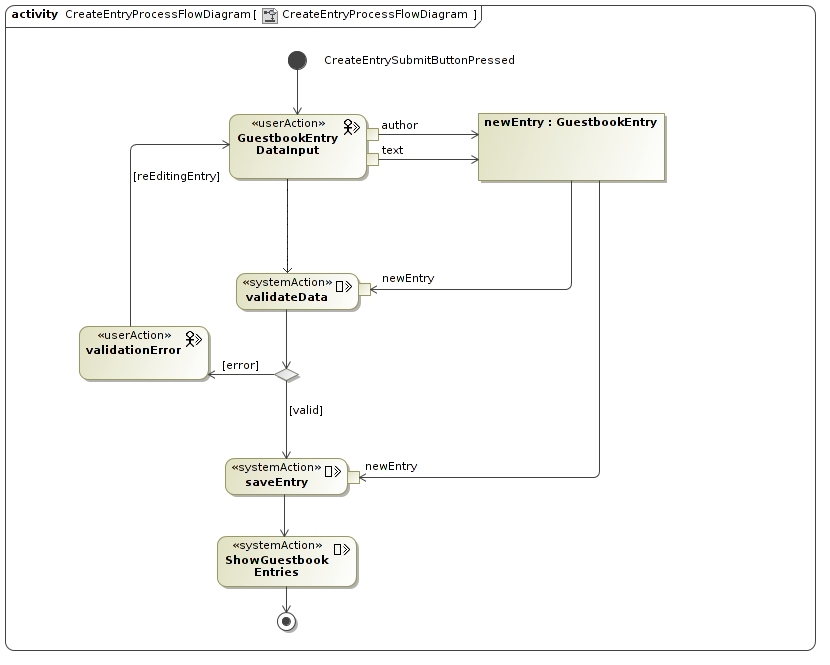 activity CreateEntryProcessFlowDiagram [ CreateEntryProcessFlowDiagram ]
CreateEntrySubmitButtonPressed
«userAction»
GuestbookEntry
DataInput
author
text
newEntry : GuestbookEntry
[reEditingEntry]
«systemAction»
validateData
newEntry
«userAction»
validationError
[error]
[valid]
«systemAction»
saveEntry
newEntry
«systemAction»
ShowGuestbook
Entries